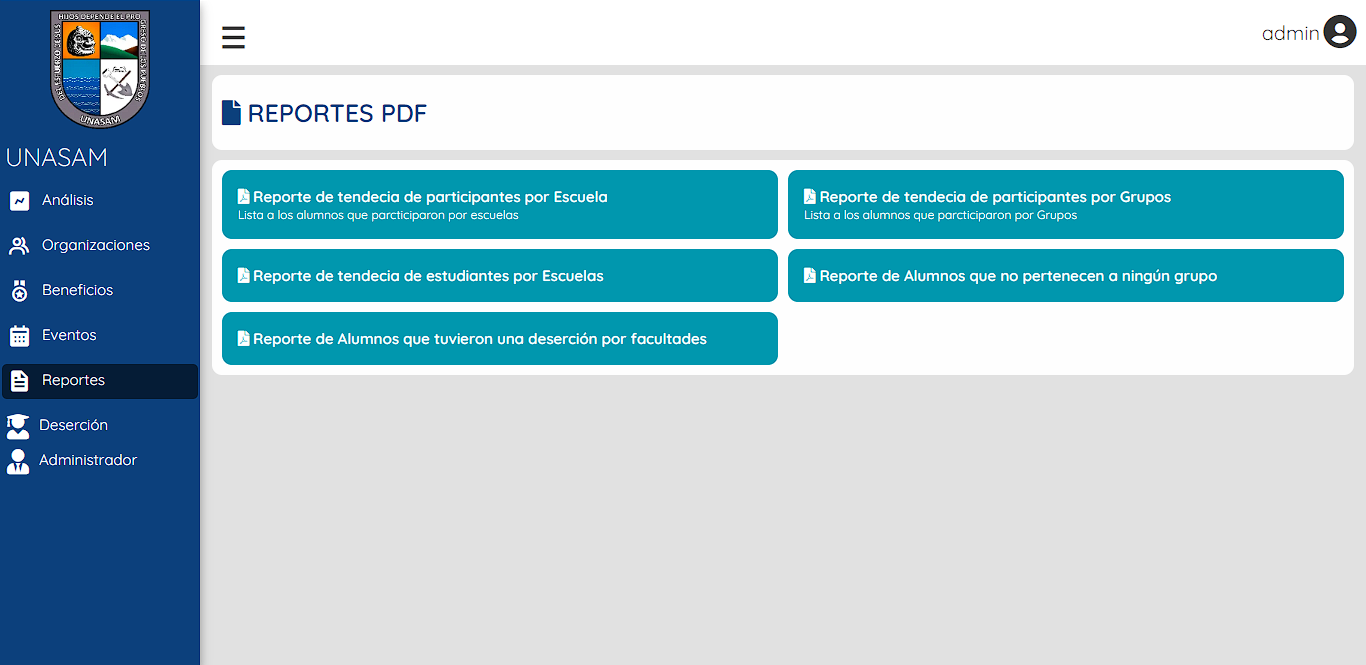 HIJOS DEPENDE EL PRO
UNASAM
UNASAM
Análisis
Organizaciones
Beneficios
Eventos
Reportes
Deserción
Administrador
admin
REPORTES PDF
Reporte de tendecia de participantes por Escuela
Lista a los alumnos que parcticiparon por escuelas
Reporte de tendecia de participantes por Grupos
Lista a los alumnos que parcticiparon por Grupos
Reporte de tendecia de estudiantes por Escuelas
Reporte de Alumnos que no pertenecen a ningún grupo
Reporte de Alumnos que tuvieron una deserción por facultades